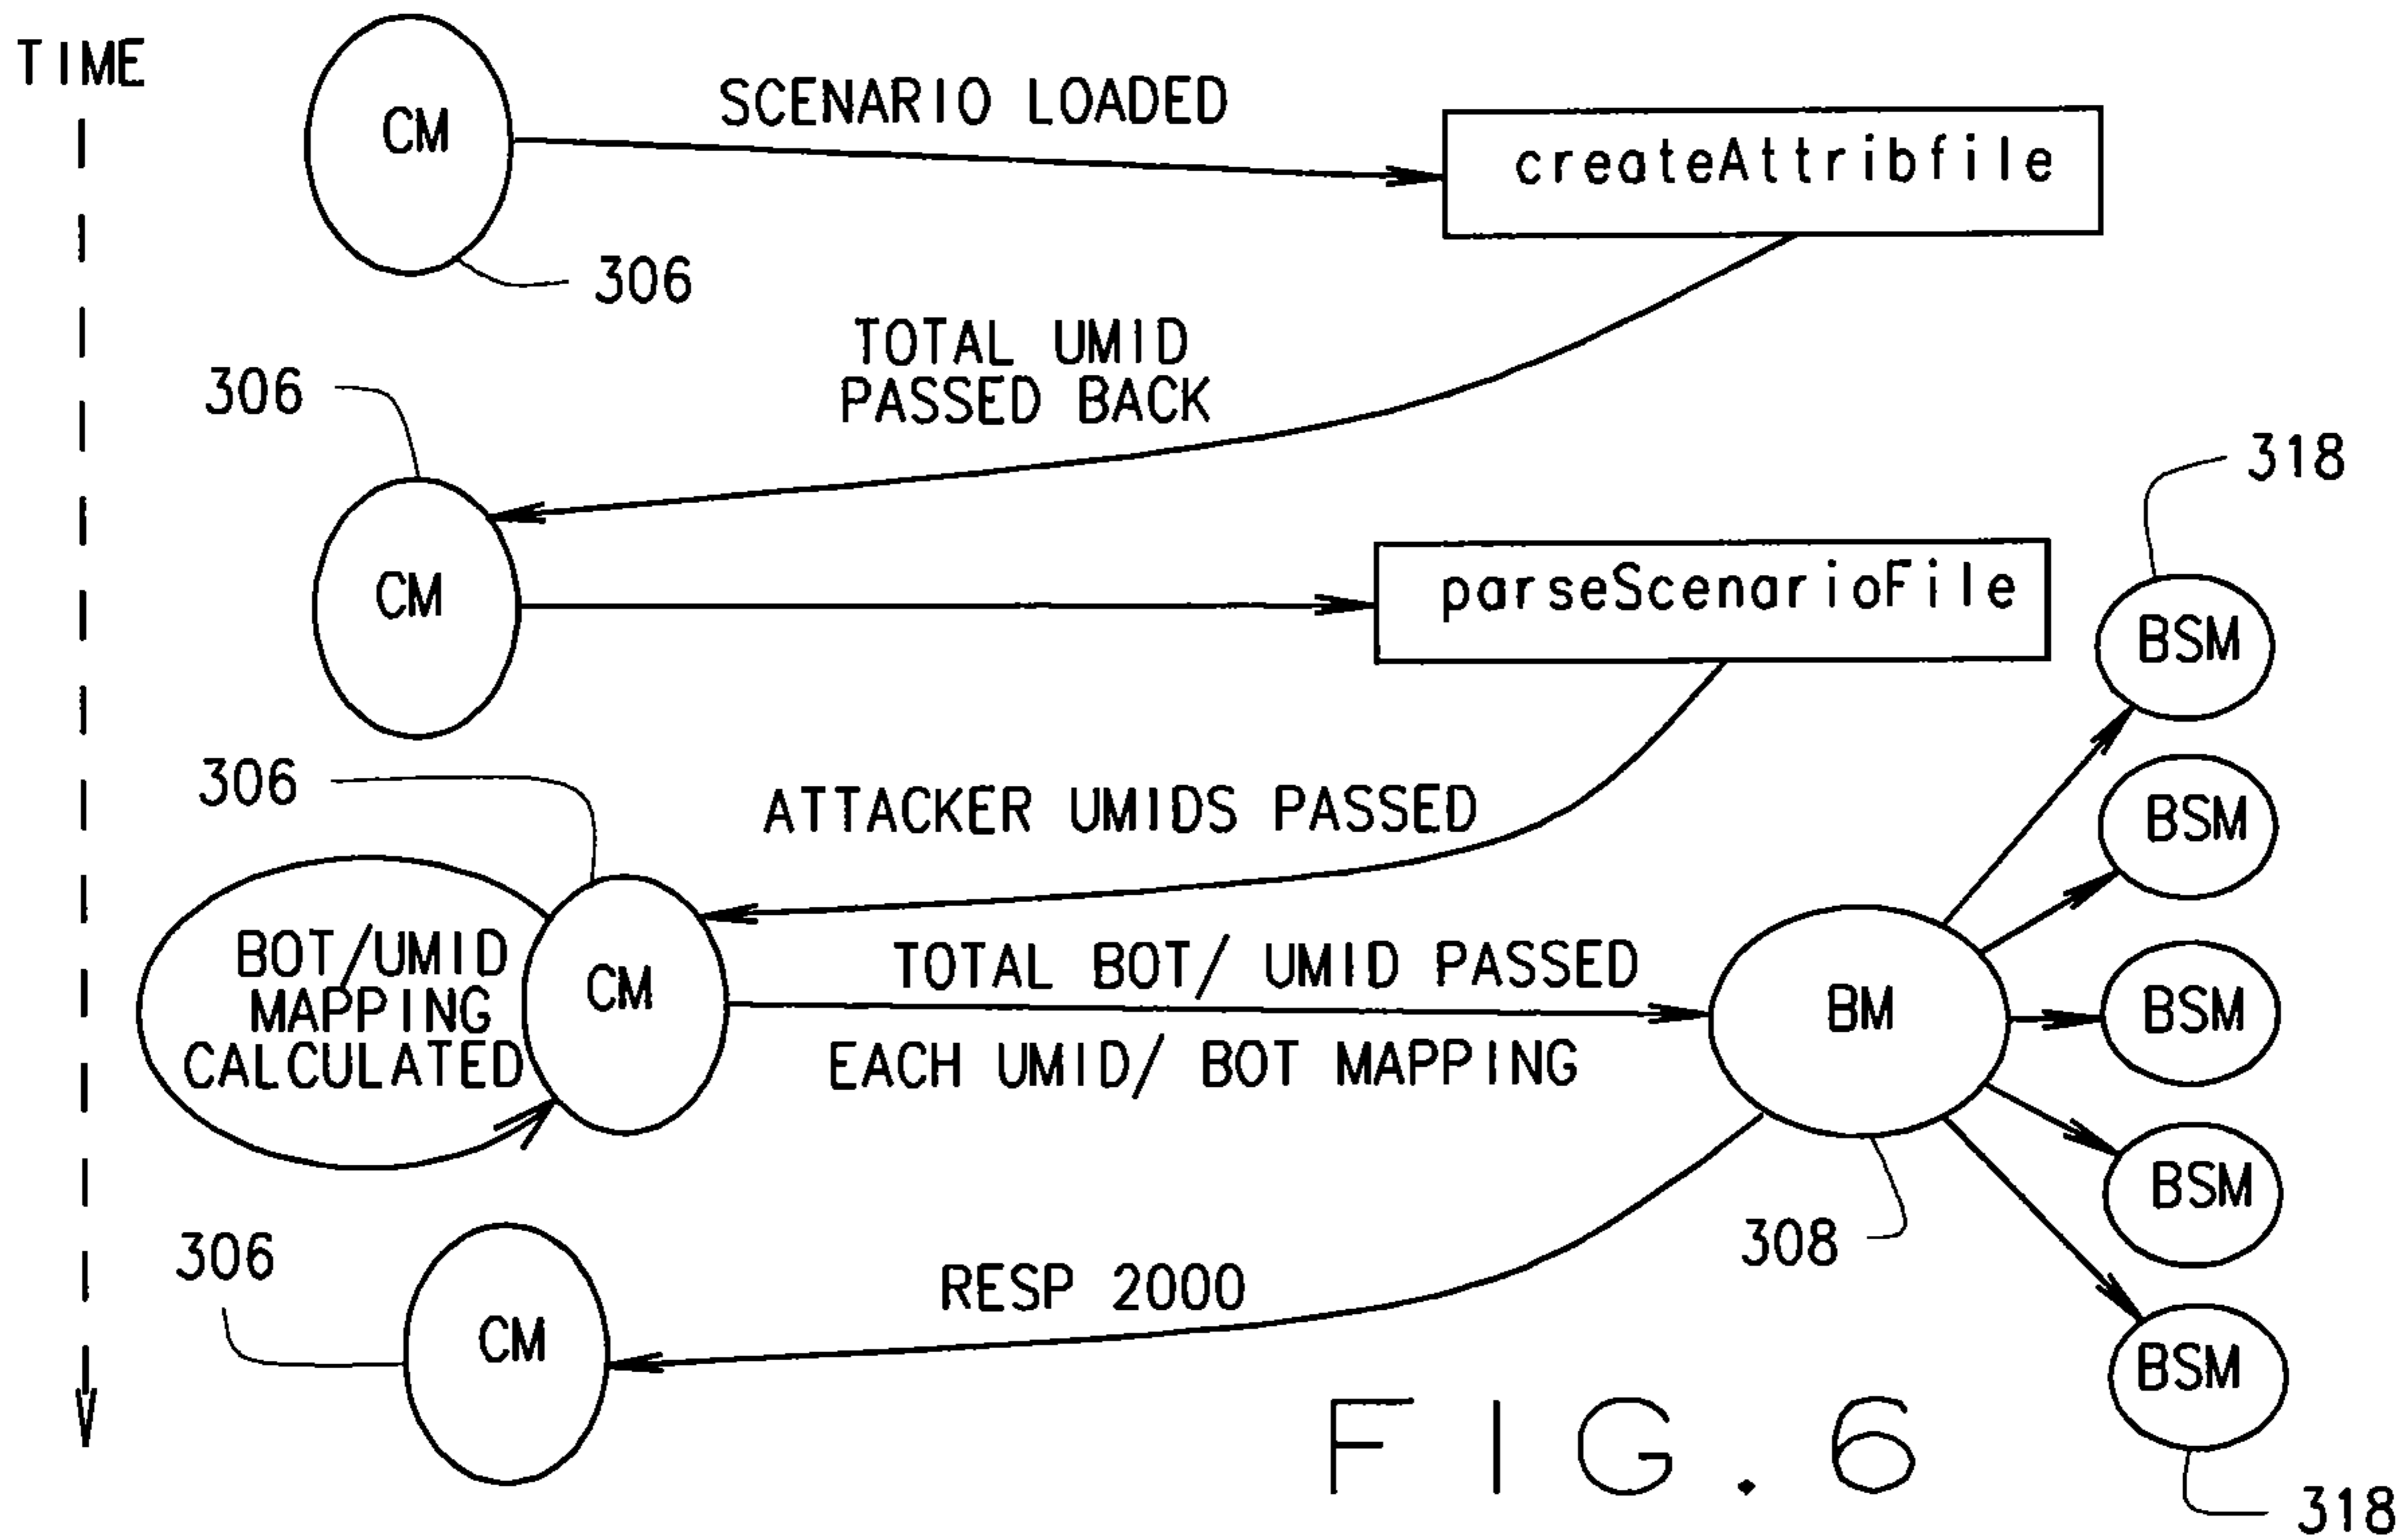 TIME
CM
SCENARIO LOADED
createAttribfile
306
TOTAL UMID
PASSED BACK
306
318
CM
parseScenarioFile
BSM
306
ATTACKER UMIDS PASSED
BSM
BOT/UMID
MAPPING
CALCULATED
CM
TOTAL BOT/ UMID PASSED
EACH UMID/ BOT MAPPING
BM
BSM
BSM
308
306
RESP 2000
CM
BSM
FIG.6
318